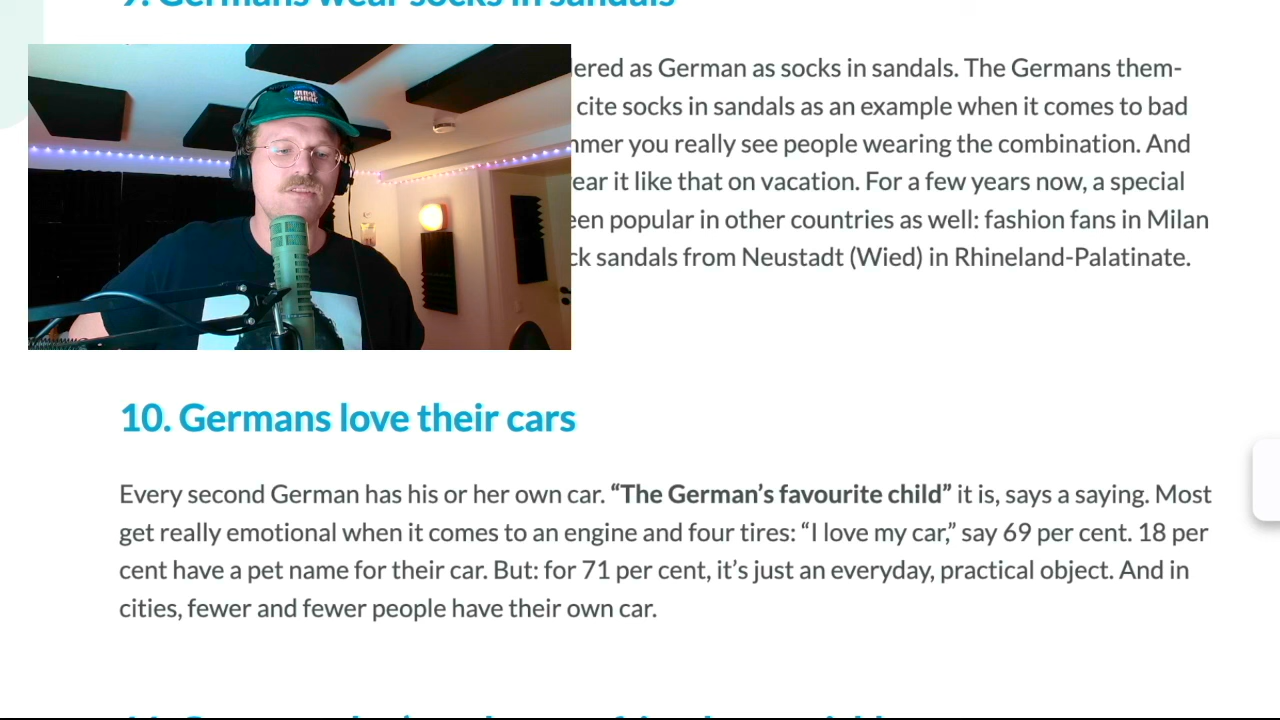 9. Germans wear socks in sandals
as German as socks in sandals. The Germans them-
cite socks in sandals as an example when it comes to bad
you really see people wearing the combination. And
it like that on vacation. For a few years now, a special
popular in other countries as well: fashion fans in Milan
sandals from Neustadt (Wied) in Rhineland-Palatinate.
10. Germans love their cars
Every second German has his or her own car. “The German’s favourite child” it is, says a saying. Most
get really emotional when it comes to an engine and four tires: “I love my car,” say 69 per cent. 18 per
cent have a pet name for their car. But: for 71 per cent, it’s just an everyday, practical object. And in
cities, fewer and fewer people have their own car.